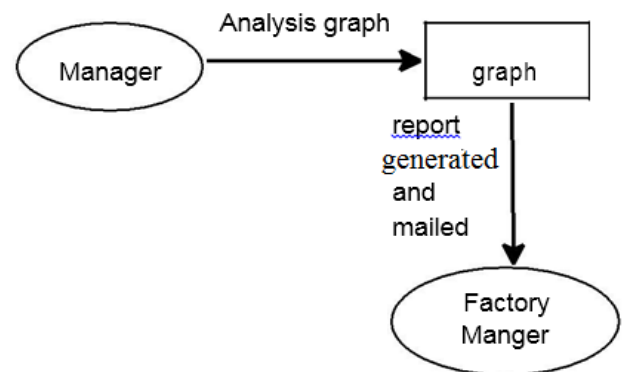 Analysis graph
Manager
graph
report
generated
and
mailed
Factory
Manger